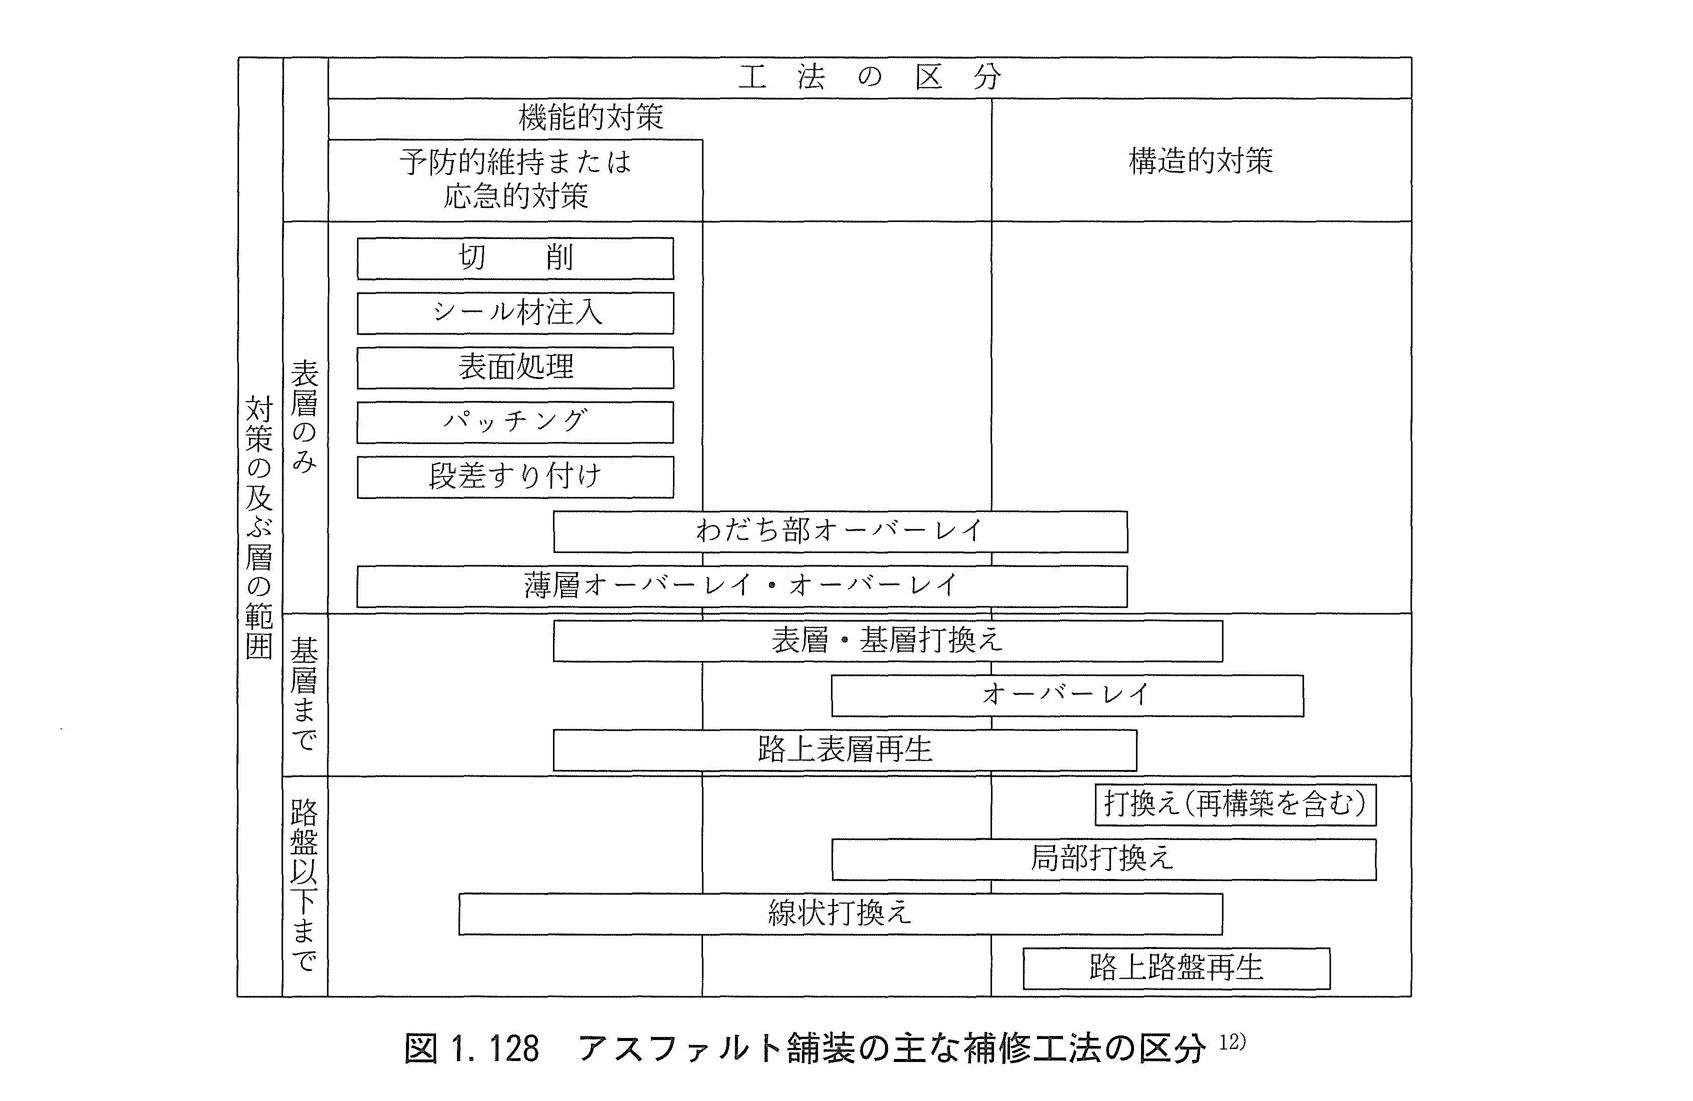 工法の区分
機能的対策
予防的維持または
応急的対策
構造的対策
対策の及ぶ層の範囲
表層のみ
切削
シール材注入
表面処理
パッチング
段差すり付け
わだち部オーバーレイ
薄層オーバーレイ・オーバーレイ
基層まで
表層・基層打換え
オーバーレイ
路上表層再生
路盤以下まで
打換え(再構築を含む)
局部打換え
線状打換え
路上路盤再生
図1.128 アスファルト舗装の主な補修工法の区分 12)